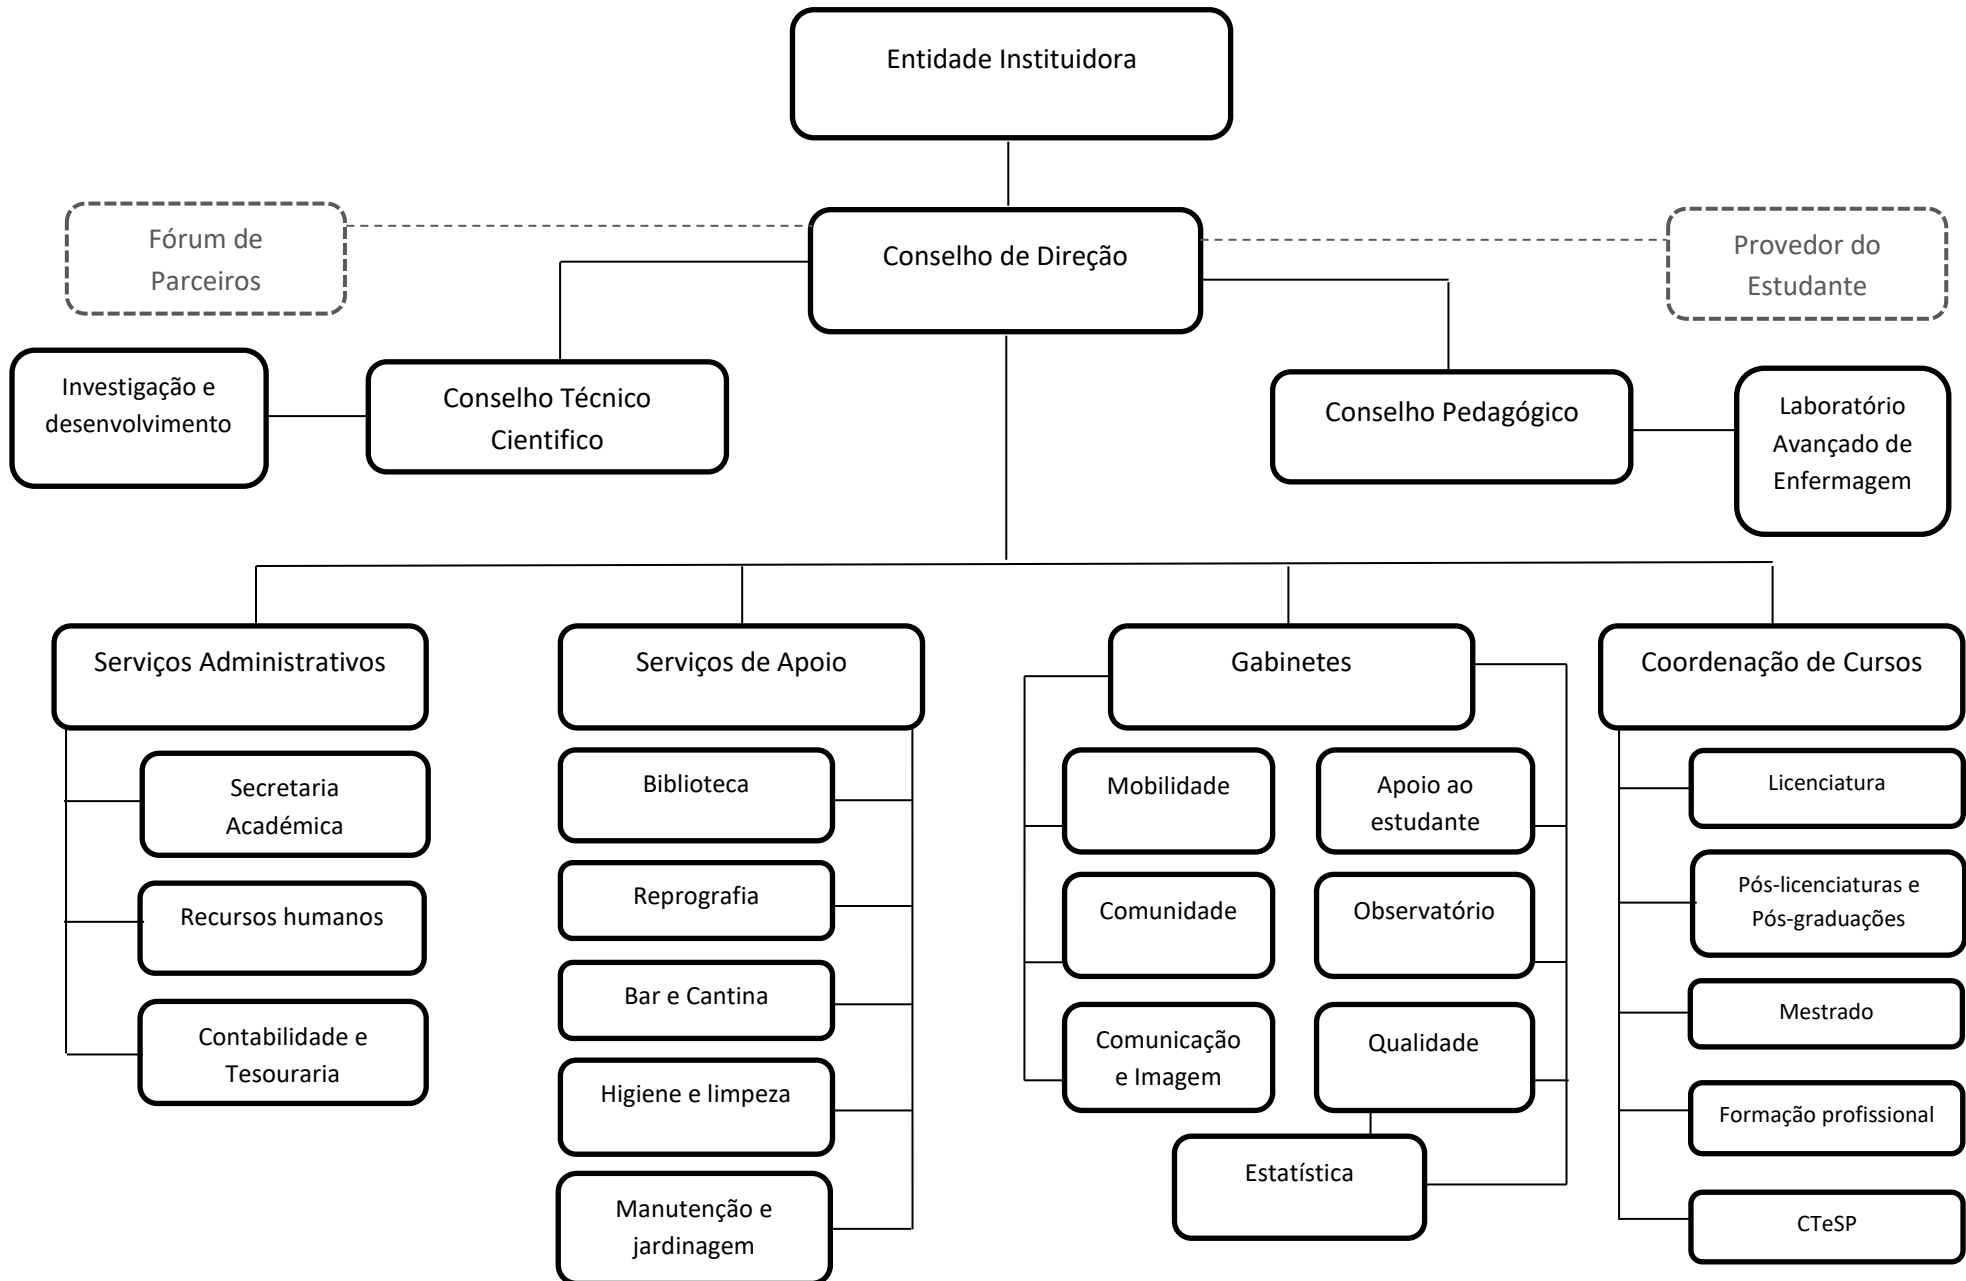 Entidade Instituidora
Fórum de
Parceiros
Conselho de Direção
Provedor do
Estudante
Investigação e
desenvolvimento
Conselho Técnico
Cientifico
Conselho Pedagógico
Laboratório
Avançado de
Enfermagem
Serviços Administrativos
Secretaria
Académica
Recursos humanos
Contabilidade e
Tesouraria
Serviços de Apoio
Biblioteca
Reprografia
Bar e Cantina
Higiene e limpeza
Manutenção e
jardinagem
Gabinetes
Mobilidade
Apoio ao
estudante
Comunidade
Observatório
Comunicação
e Imagem
Qualidade
Estatística
Coordenação de Cursos
Licenciatura
Pós-licenciaturas e
Pós-graduações
Mestrado
Formação profissional
CTeSP